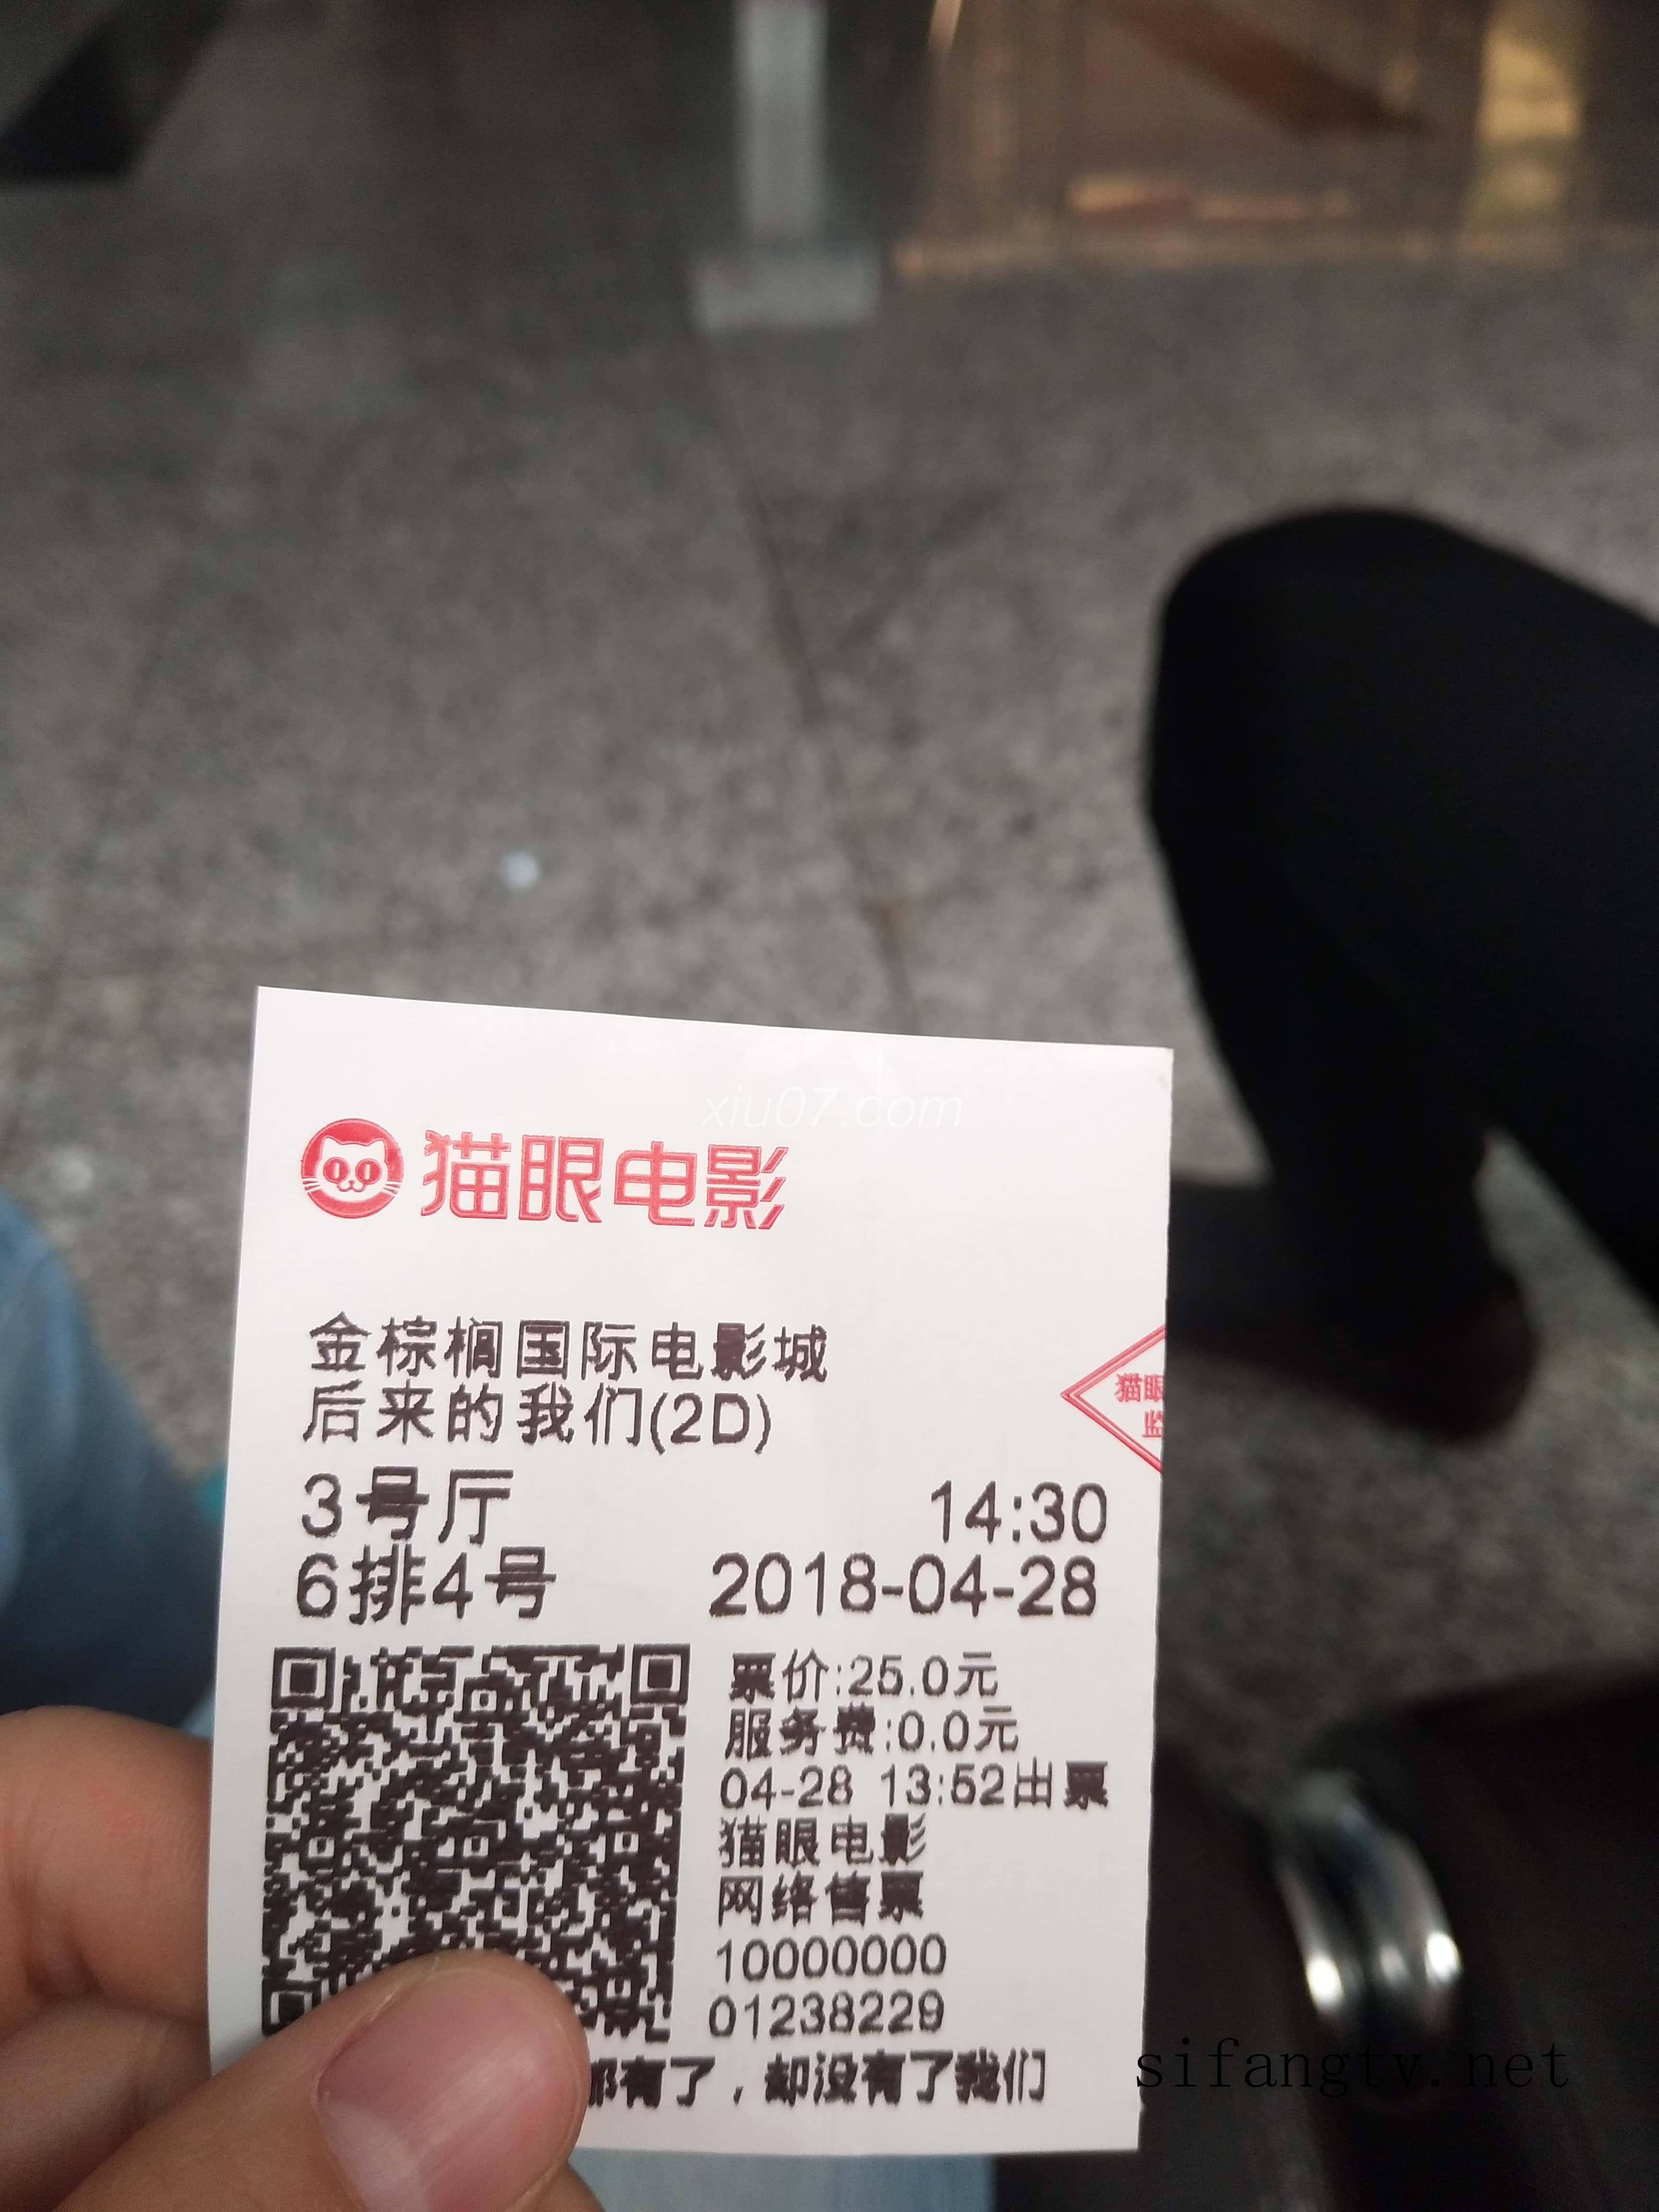 xiu07.com
猫眼电影
金棕榈国际电影城
后来的我们(2D)
猫眼
监
3号厅 14:30
6排4号 2018-04-28
票价:25.0元
服务费:0.0元
04-28 13:52出票
猫眼电影
网络售票
10000000
01238229
都有了，却没有了我们
sifangtv.net